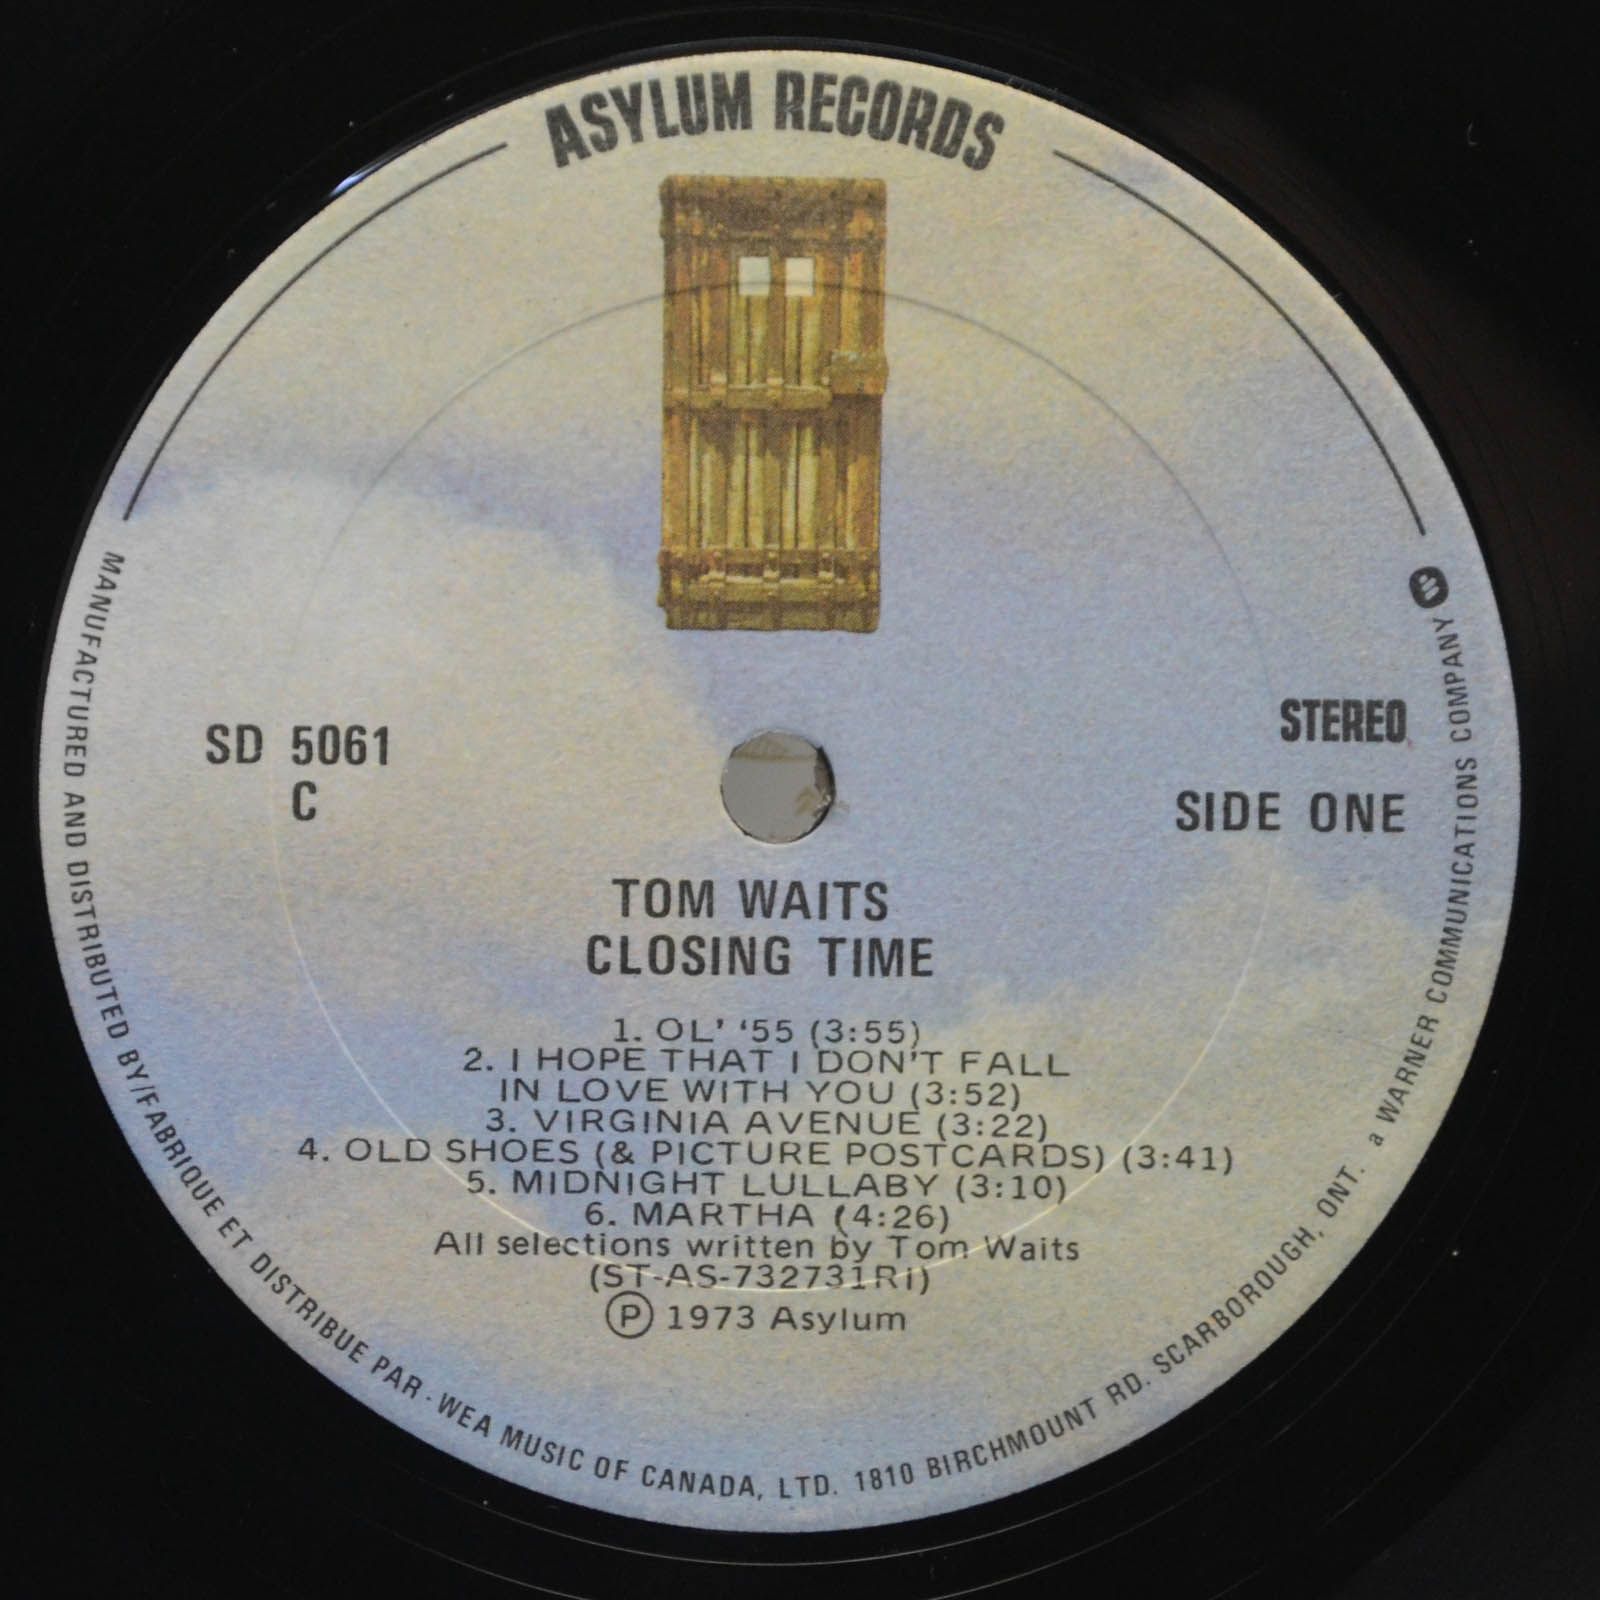 ASYLUM RECORDS
SD 5061
C
STEREO
SIDE ONE
TOM WAITS
CLOSING TIME
1. OL' '55 (3:55)
2. I HOPE THAT I DON'T FALL
IN LOVE WITH YOU (3:52)
3. VIRGINIA AVENUE (3:22)
4. OLD SHOES (& PICTURE POSTCARDS) (3:41)
5. MIDNIGHT LULLABY (3:10)
6. MARTHA (4:26)
All selections written by Tom Waits
(ST-AS-732731RI)
Ⓟ 1973 Asylum
MANUFACTURED AND DISTRIBUTED BY/FABRIQUE ET DISTRIBUE PAR · WEA MUSIC OF CANADA, LTD. 1810 BIRCHMOUNT RD. SCARBOROUGH, ONT. a WARNER COMMUNICATIONS COMPANY